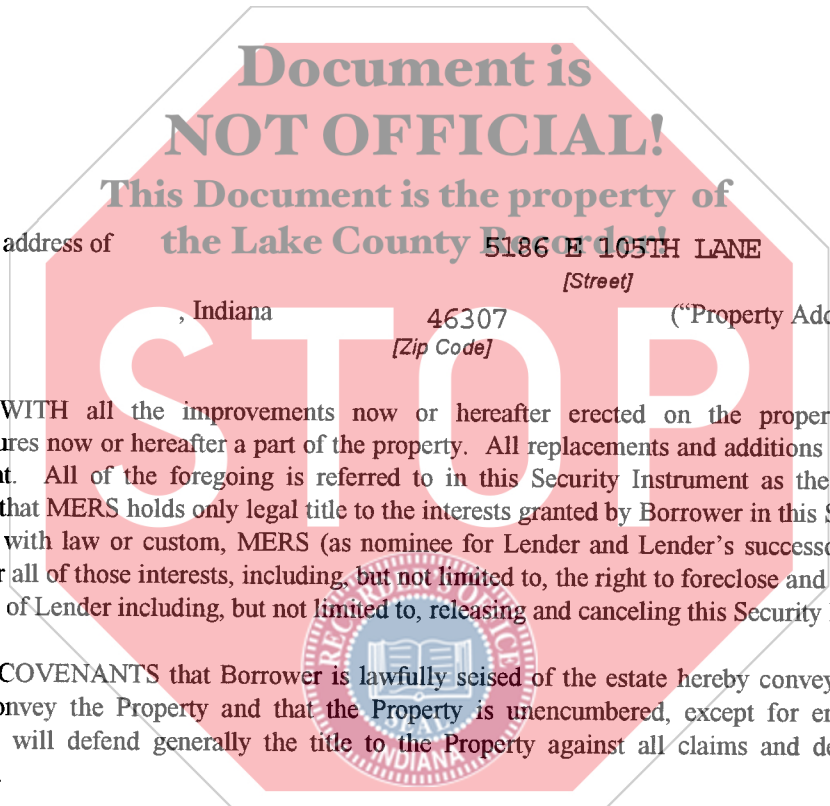 Document is
NOT OFFICIAL!
This Document is the property of
the Lake County Recorder!
address of 5186 E 105TH LANE
[Street]
, Indiana 46307 ("Property Add
[Zip Code]
STOP
WITH all the improvements now or hereafter erected on the proper
ures now or hereafter a part of the property. All replacements and additions
nt. All of the foregoing is referred to in this Security Instrument as the
that MERS holds only legal title to the interests granted by Borrower in this S
with law or custom, MERS (as nominee for Lender and Lender's successo
r all of those interests, including, but not limited to, the right to foreclose and
of Lender including, but not limited to, releasing and canceling this Security
RECORDER'S OFFICE
COVENANTS that Borrower is lawfully seised of the estate hereby convey
onvey the Property and that the Property is unencumbered, except for en
will defend generally the title to the Property against all claims and de
INDIANA